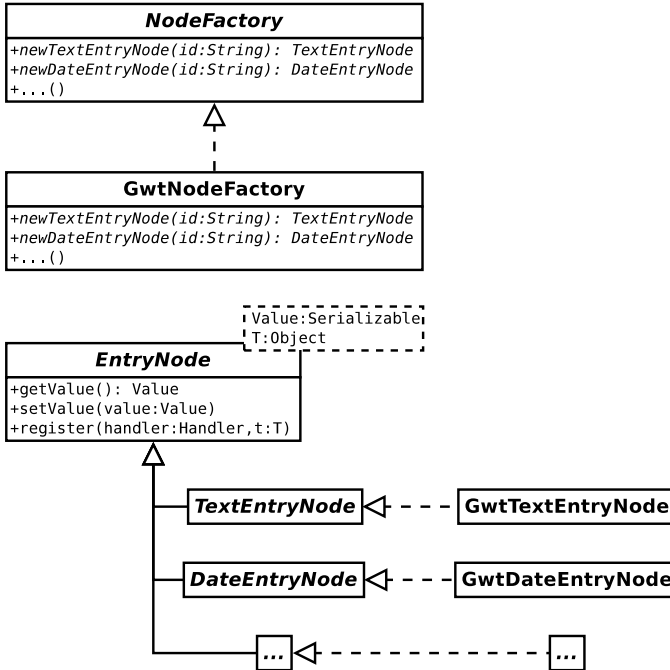 NodeFactory
+newTextEntryNode(id:String): TextEntryNode
+newDateEntryNode(id:String): DateEntryNode
+...()
GwtNodeFactory
+newTextEntryNode(id:String): TextEntryNode
+newDateEntryNode(id:String): DateEntryNode
+...()
Value:Serializable
T:Object
EntryNode
+getValue(): Value
+setValue(value:Value)
+register(handler:Handler,t:T)
TextEntryNode GwtTextEntryNode
DateEntryNode GwtDateEntryNode
... ...